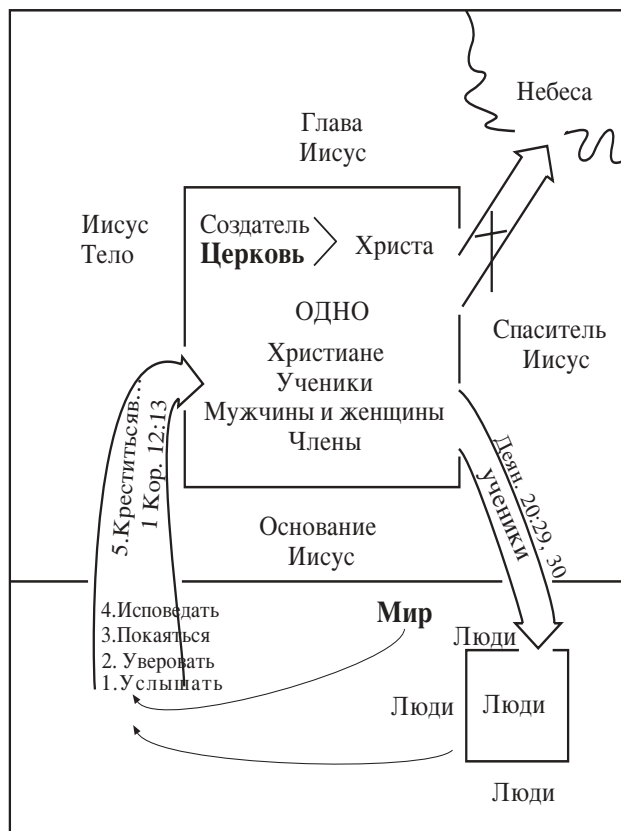 Небеса
Глава
Иисус
Иисус
Тело
Создатель
Церковь
Христа
ОДНО
Христиане
Ученики
Мужчины и женщины
Члены
Спаситель
Иисус
5.Креститьсяв...
1 Кор. 12:13
Деян. 20:29, 30
ученики
Основание
Иисус
4.Исповедать
3.Покаяться
2. Уверовать
1.Услышать
Мир
Люди
Люди
Люди
Люди